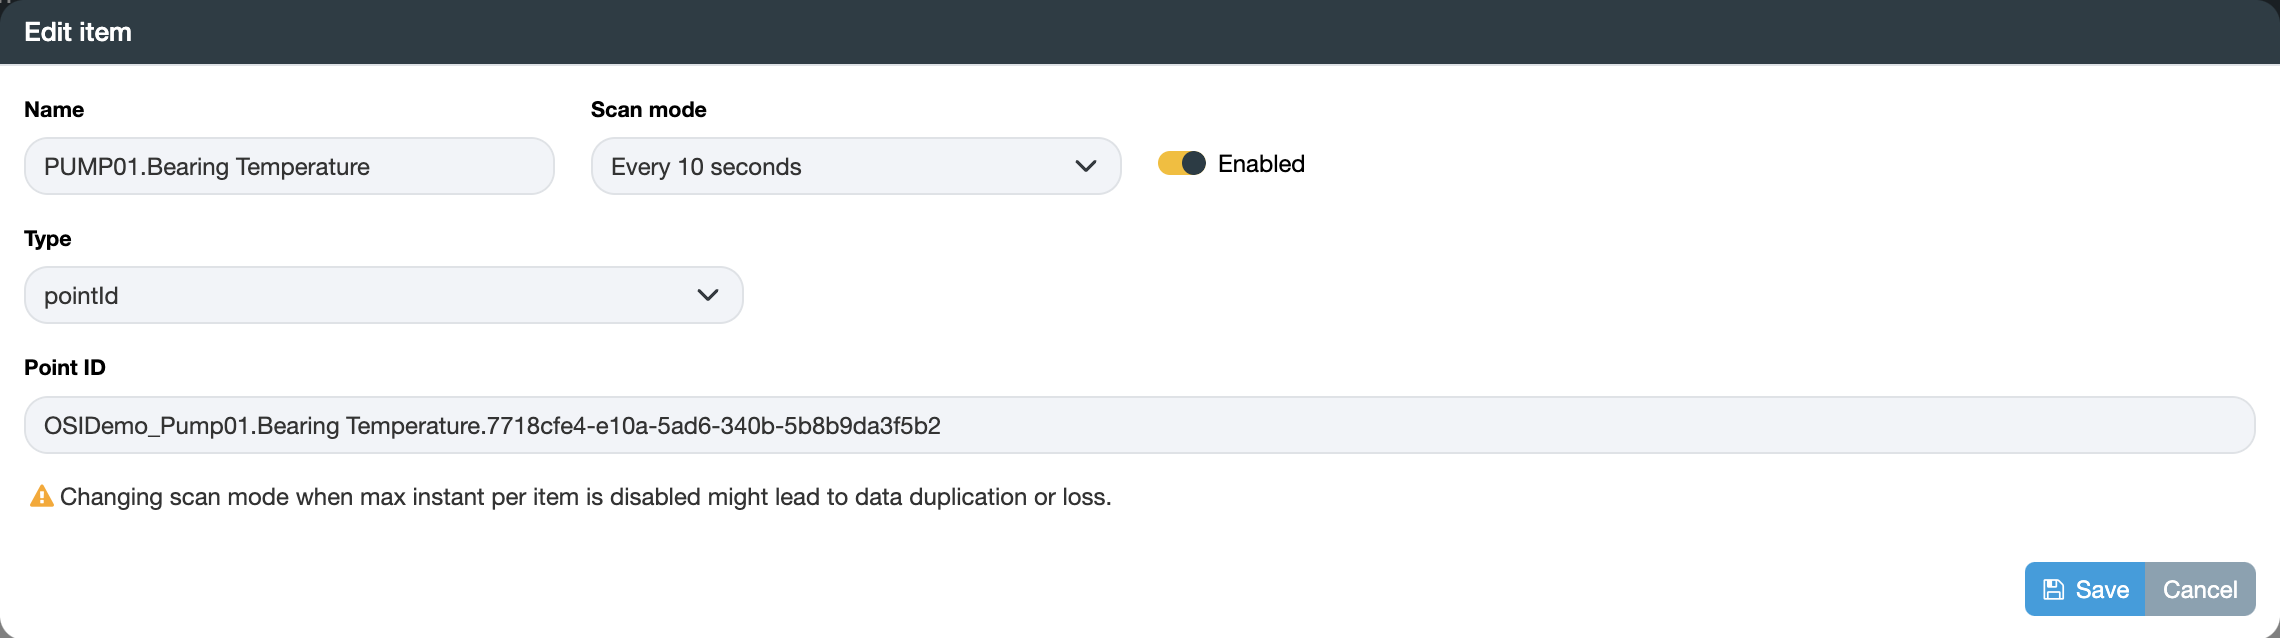 Edit item
Name
Scan mode
PUMP01.Bearing Temperature
Every 10 seconds
Enabled
Type
pointId
Point ID
OSIDemo_Pump01.Bearing Temperature.7718cfe4-e10a-5ad6-340b-5b8b9da3f5b2
Changing scan mode when max instant per item is disabled might lead to data duplication or loss.
Save
Cancel